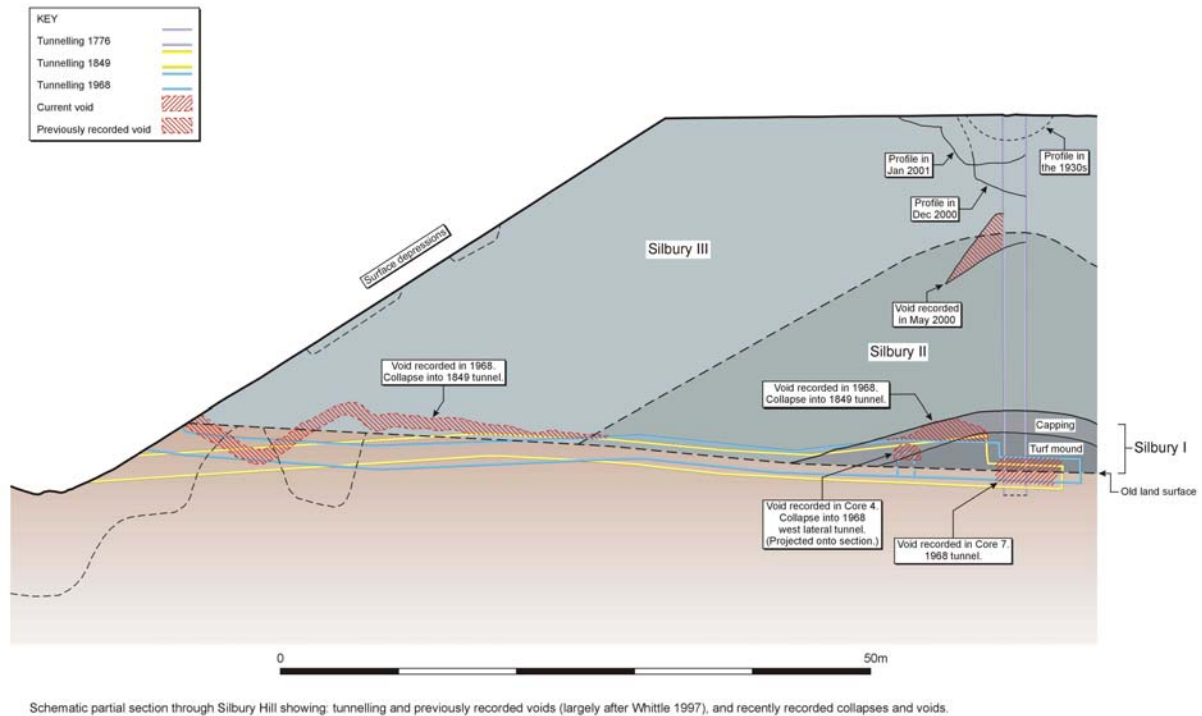 KEY
Tunnelling 1776
Tunnelling 1849
Tunnelling 1968
Current void
Previously recorded void
Profile in
Jan 2001
Profile in
the 1930s
Profile in
Dec 2000
Surface depressions
Silbury III
Void recorded
in May 2000
Silbury II
Void recorded in 1968.
Collapse into 1849 tunnel.
Void recorded in 1968.
Collapse into 1849 tunnel.
Capping
Turf mound
Silbury I
Old land surface
Void recorded in Core 4.
Collapse into 1968
west lateral tunnel.
(Projected onto section.)
Void recorded in Core 7.
1968 tunnel.
0
50m
Schematic partial section through Silbury Hill showing: tunnelling and previously recorded voids (largely after Whittle 1997), and recently recorded collapses and voids.